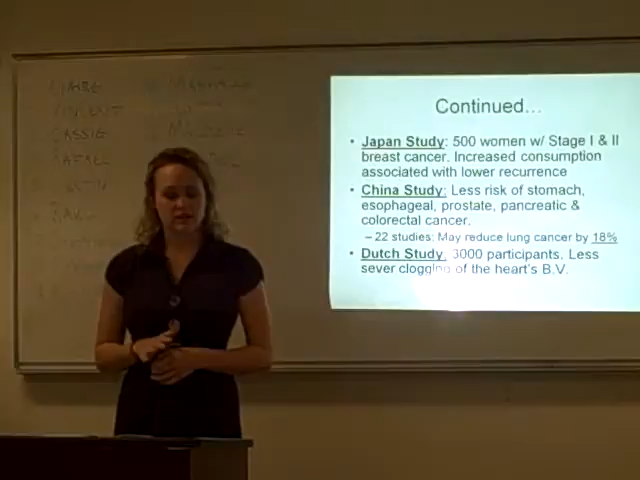 Continued...
• Japan Study: 500 women w/ Stage I & II
breast cancer. Increased consumption
associated with lower recurrence
• China Study: Less risk of stomach,
esophageal, prostate, pancreatic &
colorectal cancer.
– 22 studies: May reduce lung cancer by 18%
• Dutch Study: 3000 participants. Less
sever clogging of the heart's B.V.